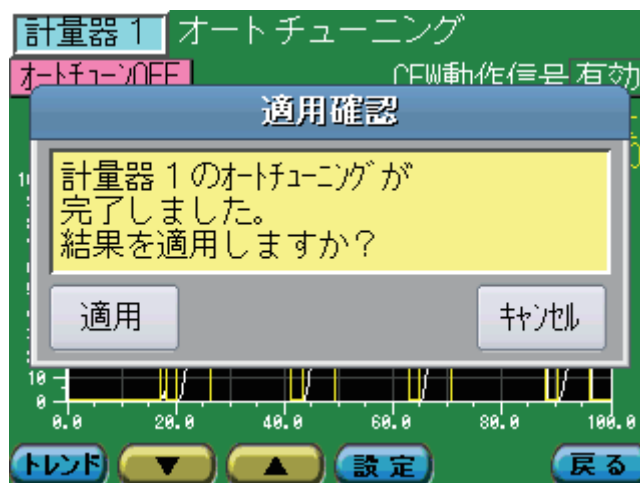 計量器 1 オートチューニング
ｵｰﾄﾁｭｰﾝOFF CFW動作信号 有効
適用確認
計量器 1 のｵｰﾄﾁｭｰﾆﾝｸﾞが
完了しました。
結果を適用しますか？
適用 ｷｬﾝｾﾙ
10
0
0.0 20.0 40.0 60.0 80.0 100.0
トレンド ▼ ▲ 設定 戻る